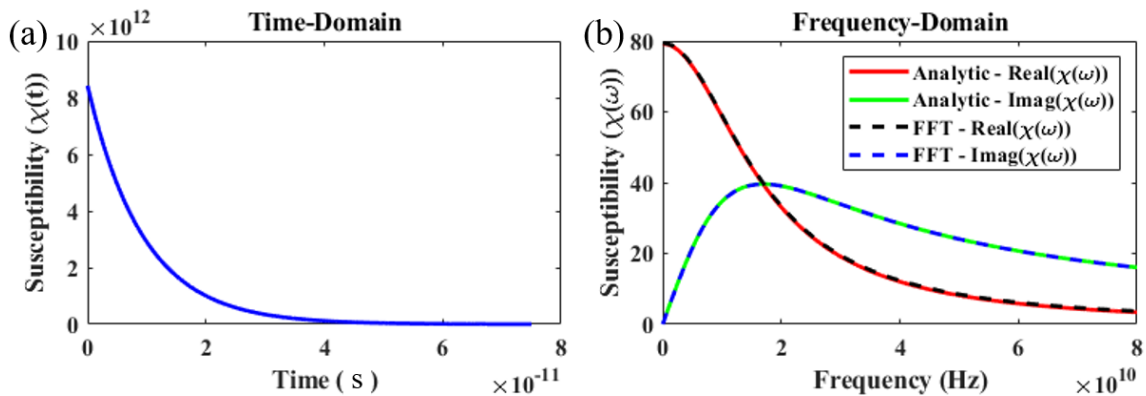 (a)
×10^12
Time-Domain
10
8
6
4
2
0
Susceptibility (χ(t))
0 2 4 6 8
×10^-11
Time ( s )
(b)
Frequency-Domain
80
60
40
20
0
Susceptibility (χ(ω))
Analytic - Real(χ(ω))
Analytic - Imag(χ(ω))
FFT - Real(χ(ω))
FFT - Imag(χ(ω))
0 2 4 6 8
×10^10
Frequency (Hz)